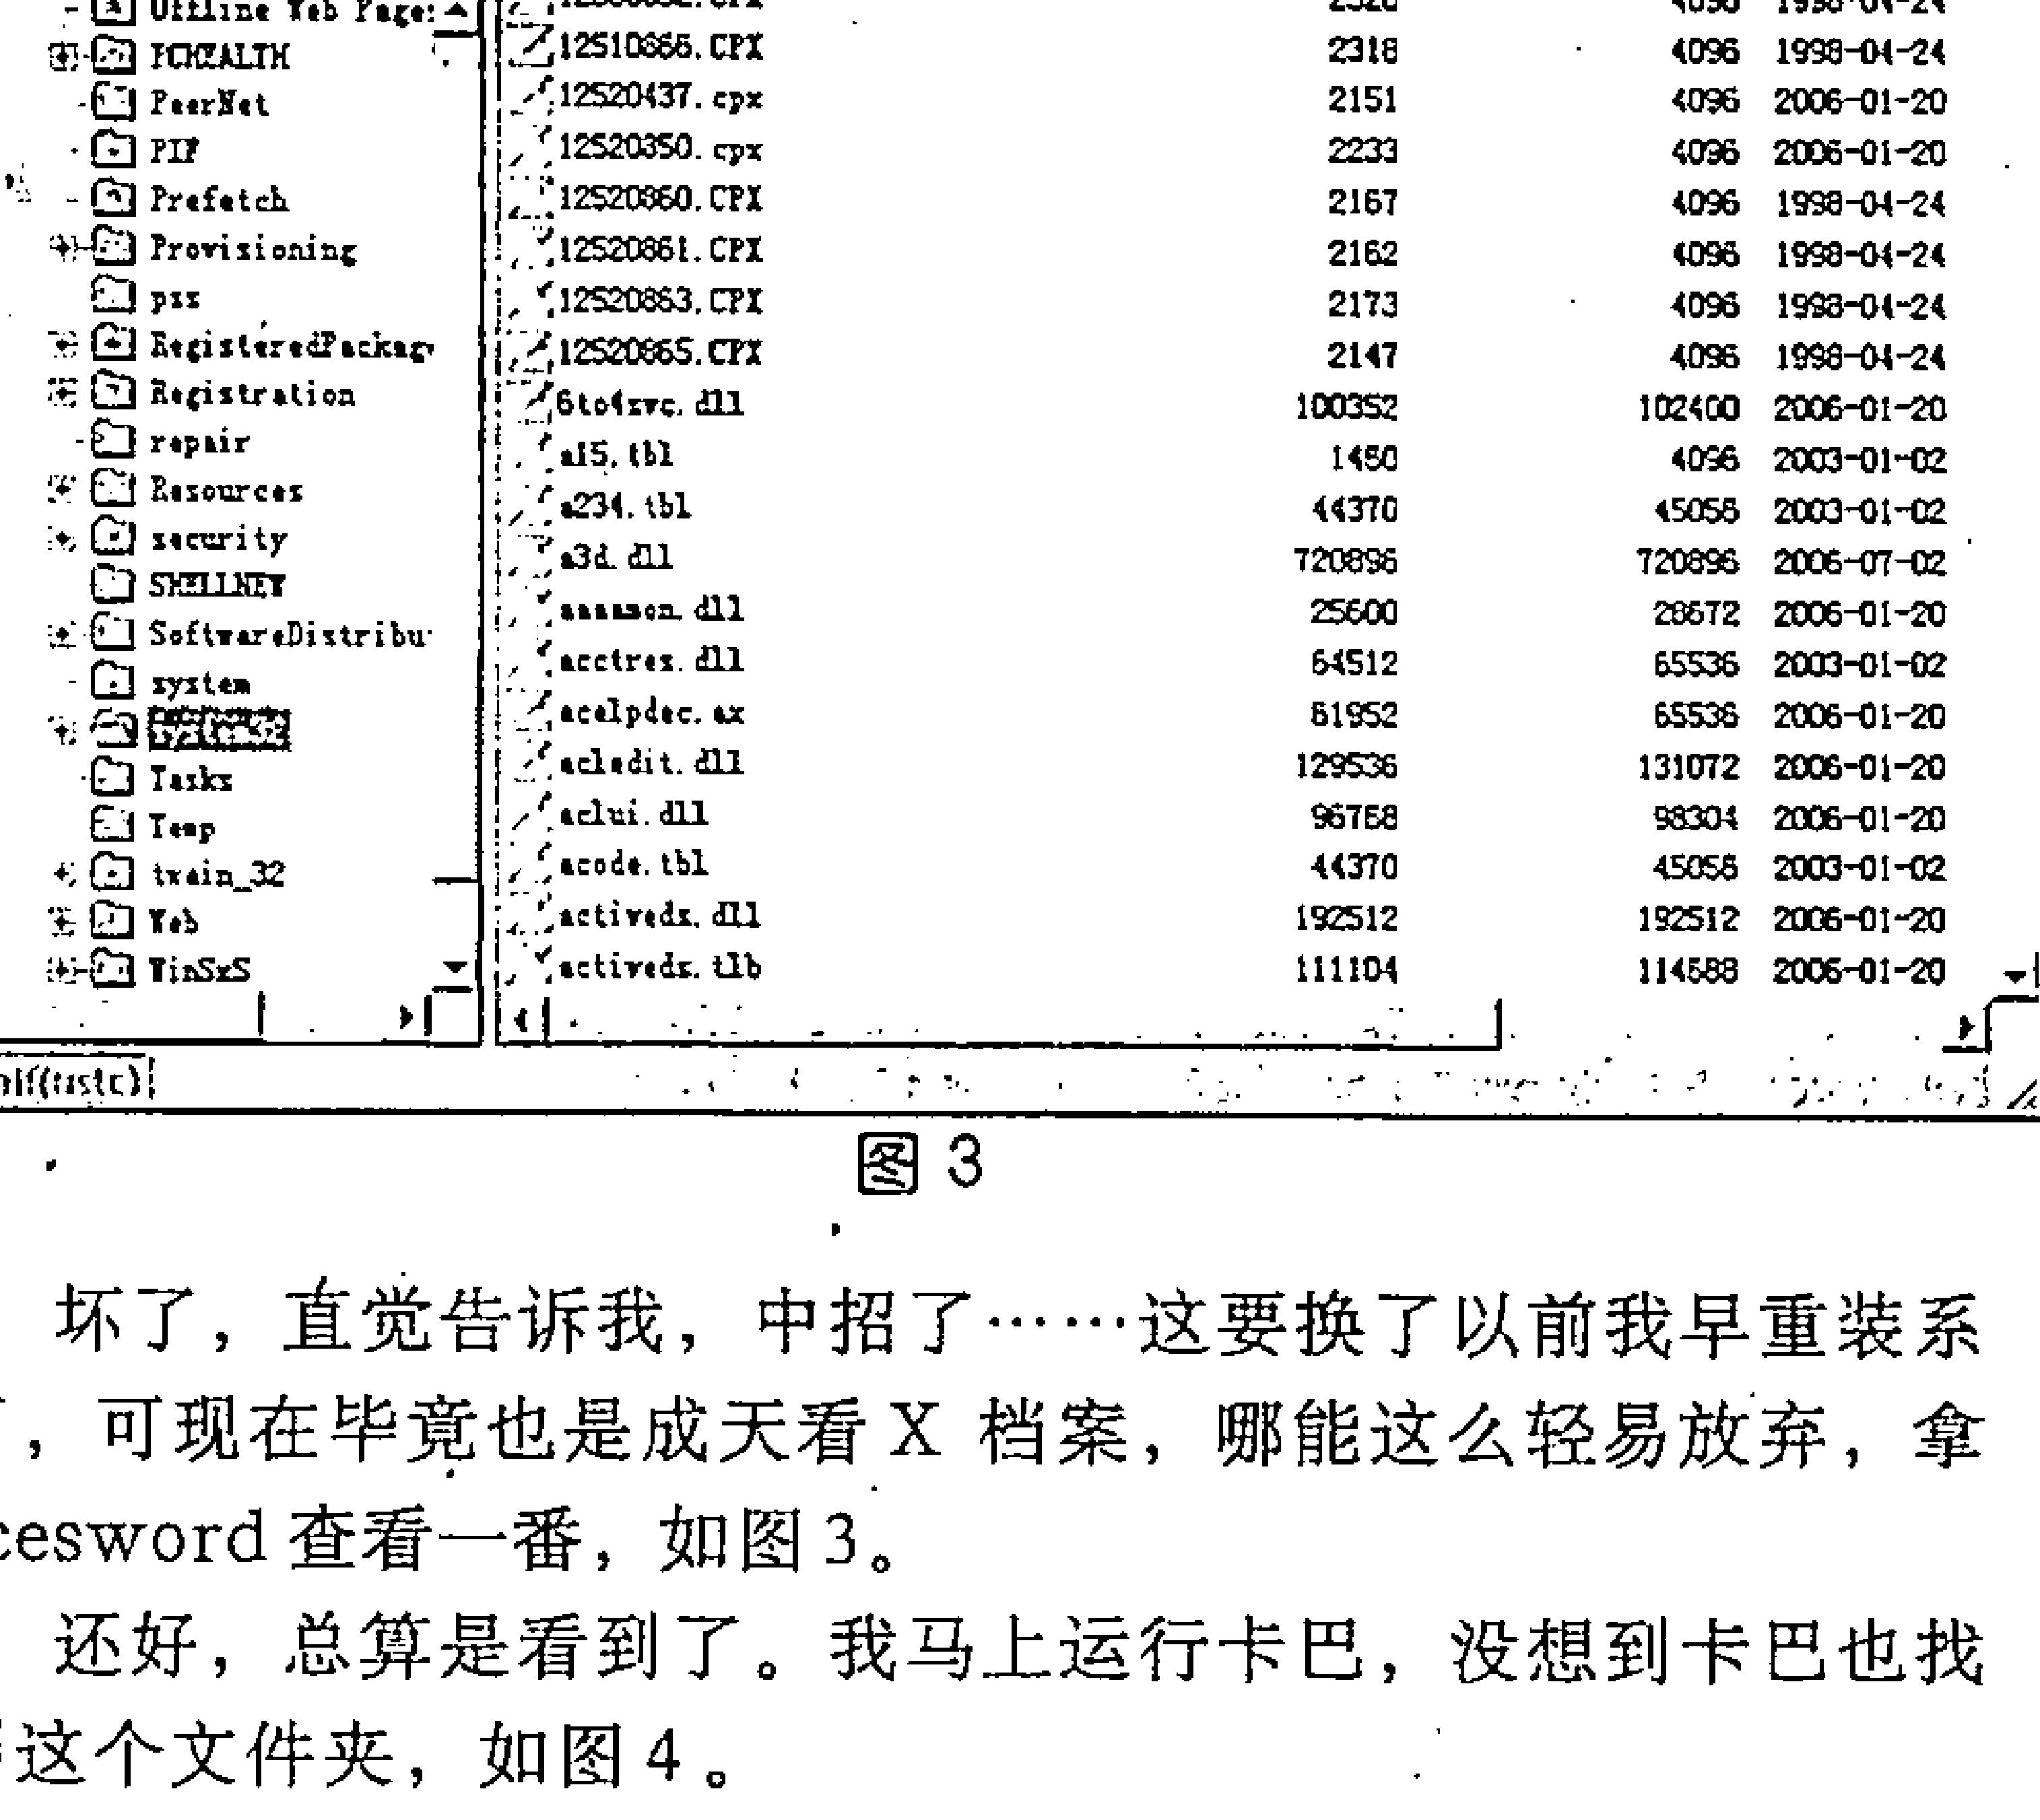 Offline Web Page:
PCHEALTH
PeerNet
PIF
Prefetch
Provisioning
pss
RegisteredPackag
Registration
repair
Resources
security
SHELLNEW
SoftwareDistribu
system
system32
Tasks
Temp
twain_32
Web
WinSxS
12510866.CPX 2318 4096 1998-04-24
12520437.cpx 2151 4096 2006-01-20
12520850.cpx 2233 4096 2006-01-20
12520860.CPX 2167 4096 1998-04-24
12520861.CPX 2162 4096 1998-04-24
12520863.CPX 2173 4096 1998-04-24
12520865.CPX 2147 4096 1998-04-24
6to4svc.dll 100352 102400 2006-01-20
a15.tbl 1450 4096 2003-01-02
a234.tbl 44370 45056 2003-01-02
a3d.dll 720896 720896 2006-07-02
aaaamon.dll 25600 28672 2006-01-20
acctres.dll 64512 65536 2003-01-02
acelpdec.ax 61952 65536 2006-01-20
acledit.dll 129536 131072 2006-01-20
aclui.dll 96768 98304 2006-01-20
acode.tbl 44370 45056 2003-01-02
activeds.dll 192512 192512 2006-01-20
activeds.tlb 111104 114688 2006-01-20
图 3
坏了，直觉告诉我，中招了……这要换了以前我早重装系
，可现在毕竟也是成天看 X 档案，哪能这么轻易放弃，拿
cesword 查看一番，如图 3。
还好，总算是看到了。我马上运行卡巴，没想到卡巴也找
这个文件夹，如图 4。